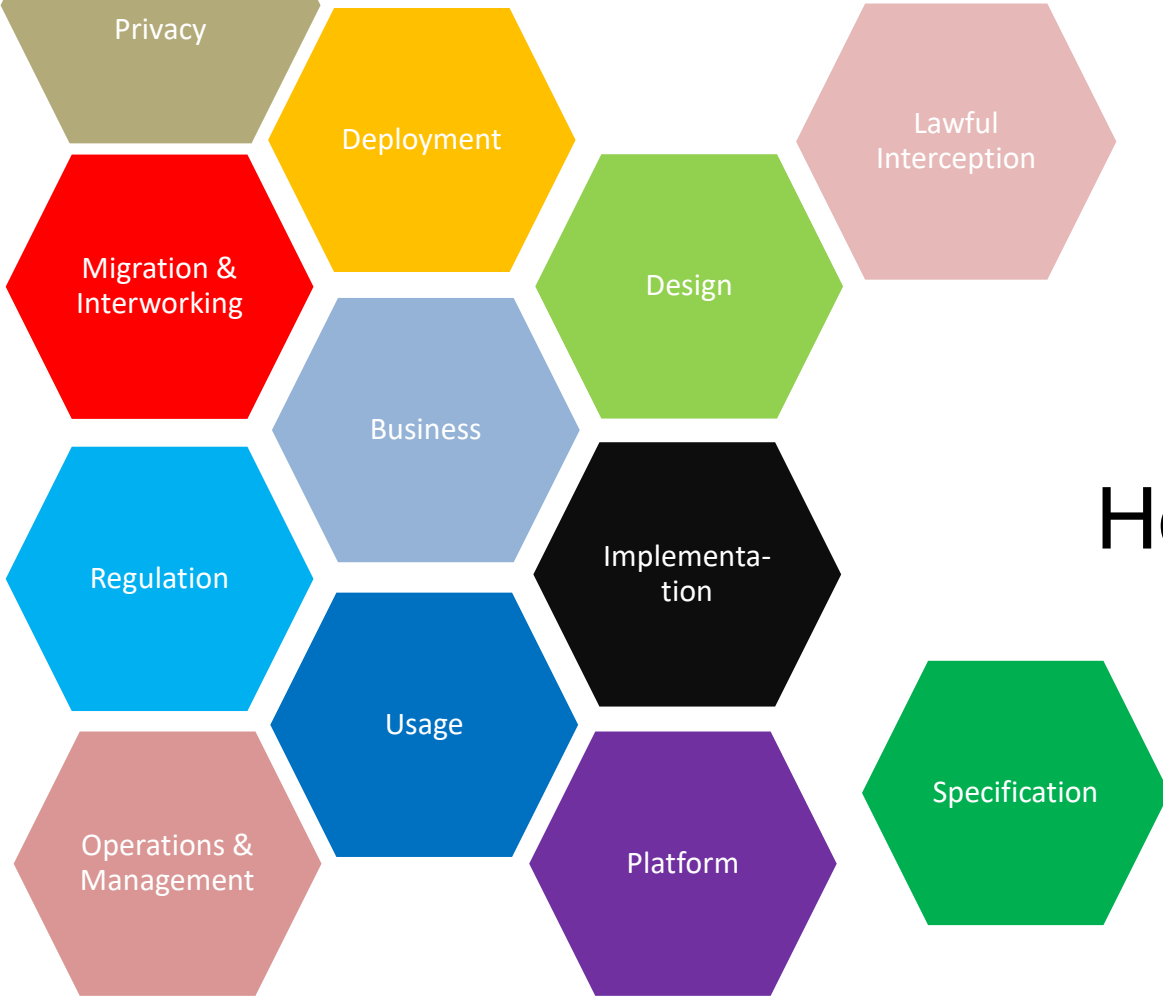 Privacy
Deployment
Lawful
Interception
Migration &
Interworking
Design
Business
Regulation
Implementa-
tion
Usage
Specification
Operations &
Management
Platform